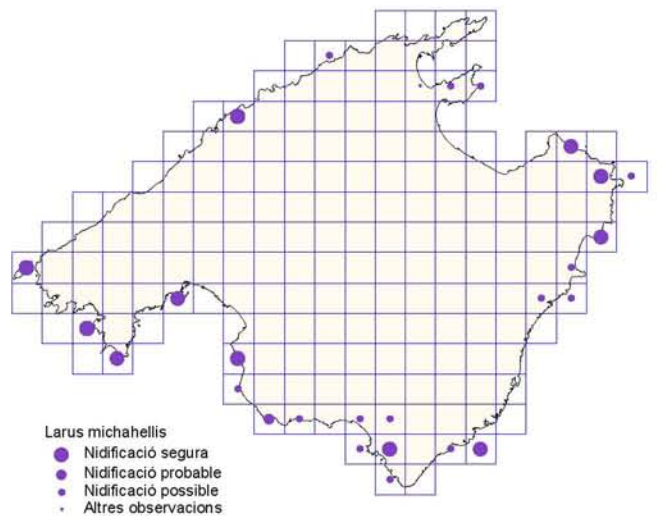 Larus michahellis
Nidificació segura
Nidificació probable
Nidificació possible
Altres observacions